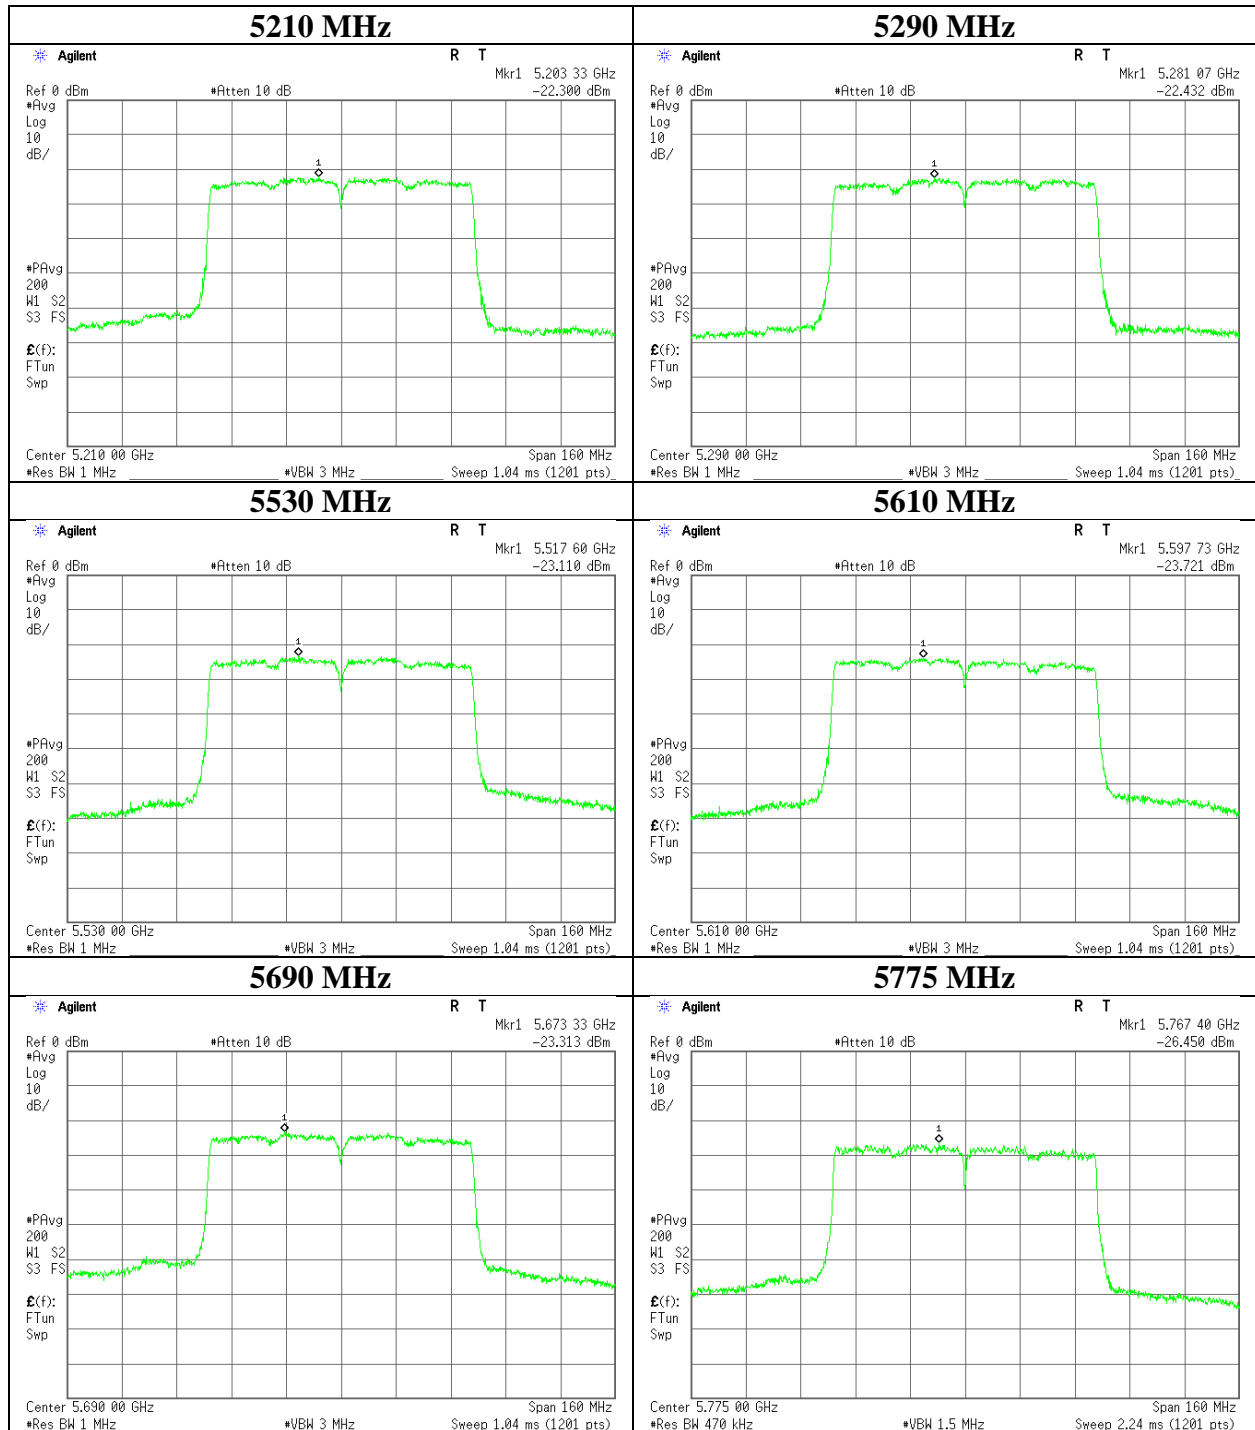 5210 MHz
Agilent R T
Mkr1 5.203 33 GHz
Ref 0 dBm #Atten 10 dB -22.300 dBm
#Avg
Log
10
dB/
1
#PAvg
200
W1 S2
S3 FS
£(f):
FTun
Swp
Center 5.210 00 GHz Span 160 MHz
#Res BW 1 MHz #VBW 3 MHz Sweep 1.04 ms (1201 pts)
5290 MHz
Agilent R T
Mkr1 5.281 07 GHz
Ref 0 dBm #Atten 10 dB -22.432 dBm
#Avg
Log
10
dB/
1
#PAvg
200
W1 S2
S3 FS
£(f):
FTun
Swp
Center 5.290 00 GHz Span 160 MHz
#Res BW 1 MHz #VBW 3 MHz Sweep 1.04 ms (1201 pts)
5530 MHz
Agilent R T
Mkr1 5.517 60 GHz
Ref 0 dBm #Atten 10 dB -23.110 dBm
#Avg
Log
10
dB/
1
#PAvg
200
W1 S2
S3 FS
£(f):
FTun
Swp
Center 5.530 00 GHz Span 160 MHz
#Res BW 1 MHz #VBW 3 MHz Sweep 1.04 ms (1201 pts)
5610 MHz
Agilent R T
Mkr1 5.597 73 GHz
Ref 0 dBm #Atten 10 dB -23.721 dBm
#Avg
Log
10
dB/
1
#PAvg
200
W1 S2
S3 FS
£(f):
FTun
Swp
Center 5.610 00 GHz Span 160 MHz
#Res BW 1 MHz #VBW 3 MHz Sweep 1.04 ms (1201 pts)
5690 MHz
Agilent R T
Mkr1 5.673 33 GHz
Ref 0 dBm #Atten 10 dB -23.313 dBm
#Avg
Log
10
dB/
1
#PAvg
200
W1 S2
S3 FS
£(f):
FTun
Swp
Center 5.690 00 GHz Span 160 MHz
#Res BW 1 MHz #VBW 3 MHz Sweep 1.04 ms (1201 pts)
5775 MHz
Agilent R T
Mkr1 5.767 40 GHz
Ref 0 dBm #Atten 10 dB -26.450 dBm
#Avg
Log
10
dB/
1
#PAvg
200
W1 S2
S3 FS
£(f):
FTun
Swp
Center 5.775 00 GHz Span 160 MHz
#Res BW 470 kHz #VBW 1.5 MHz Sweep 2.24 ms (1201 pts)